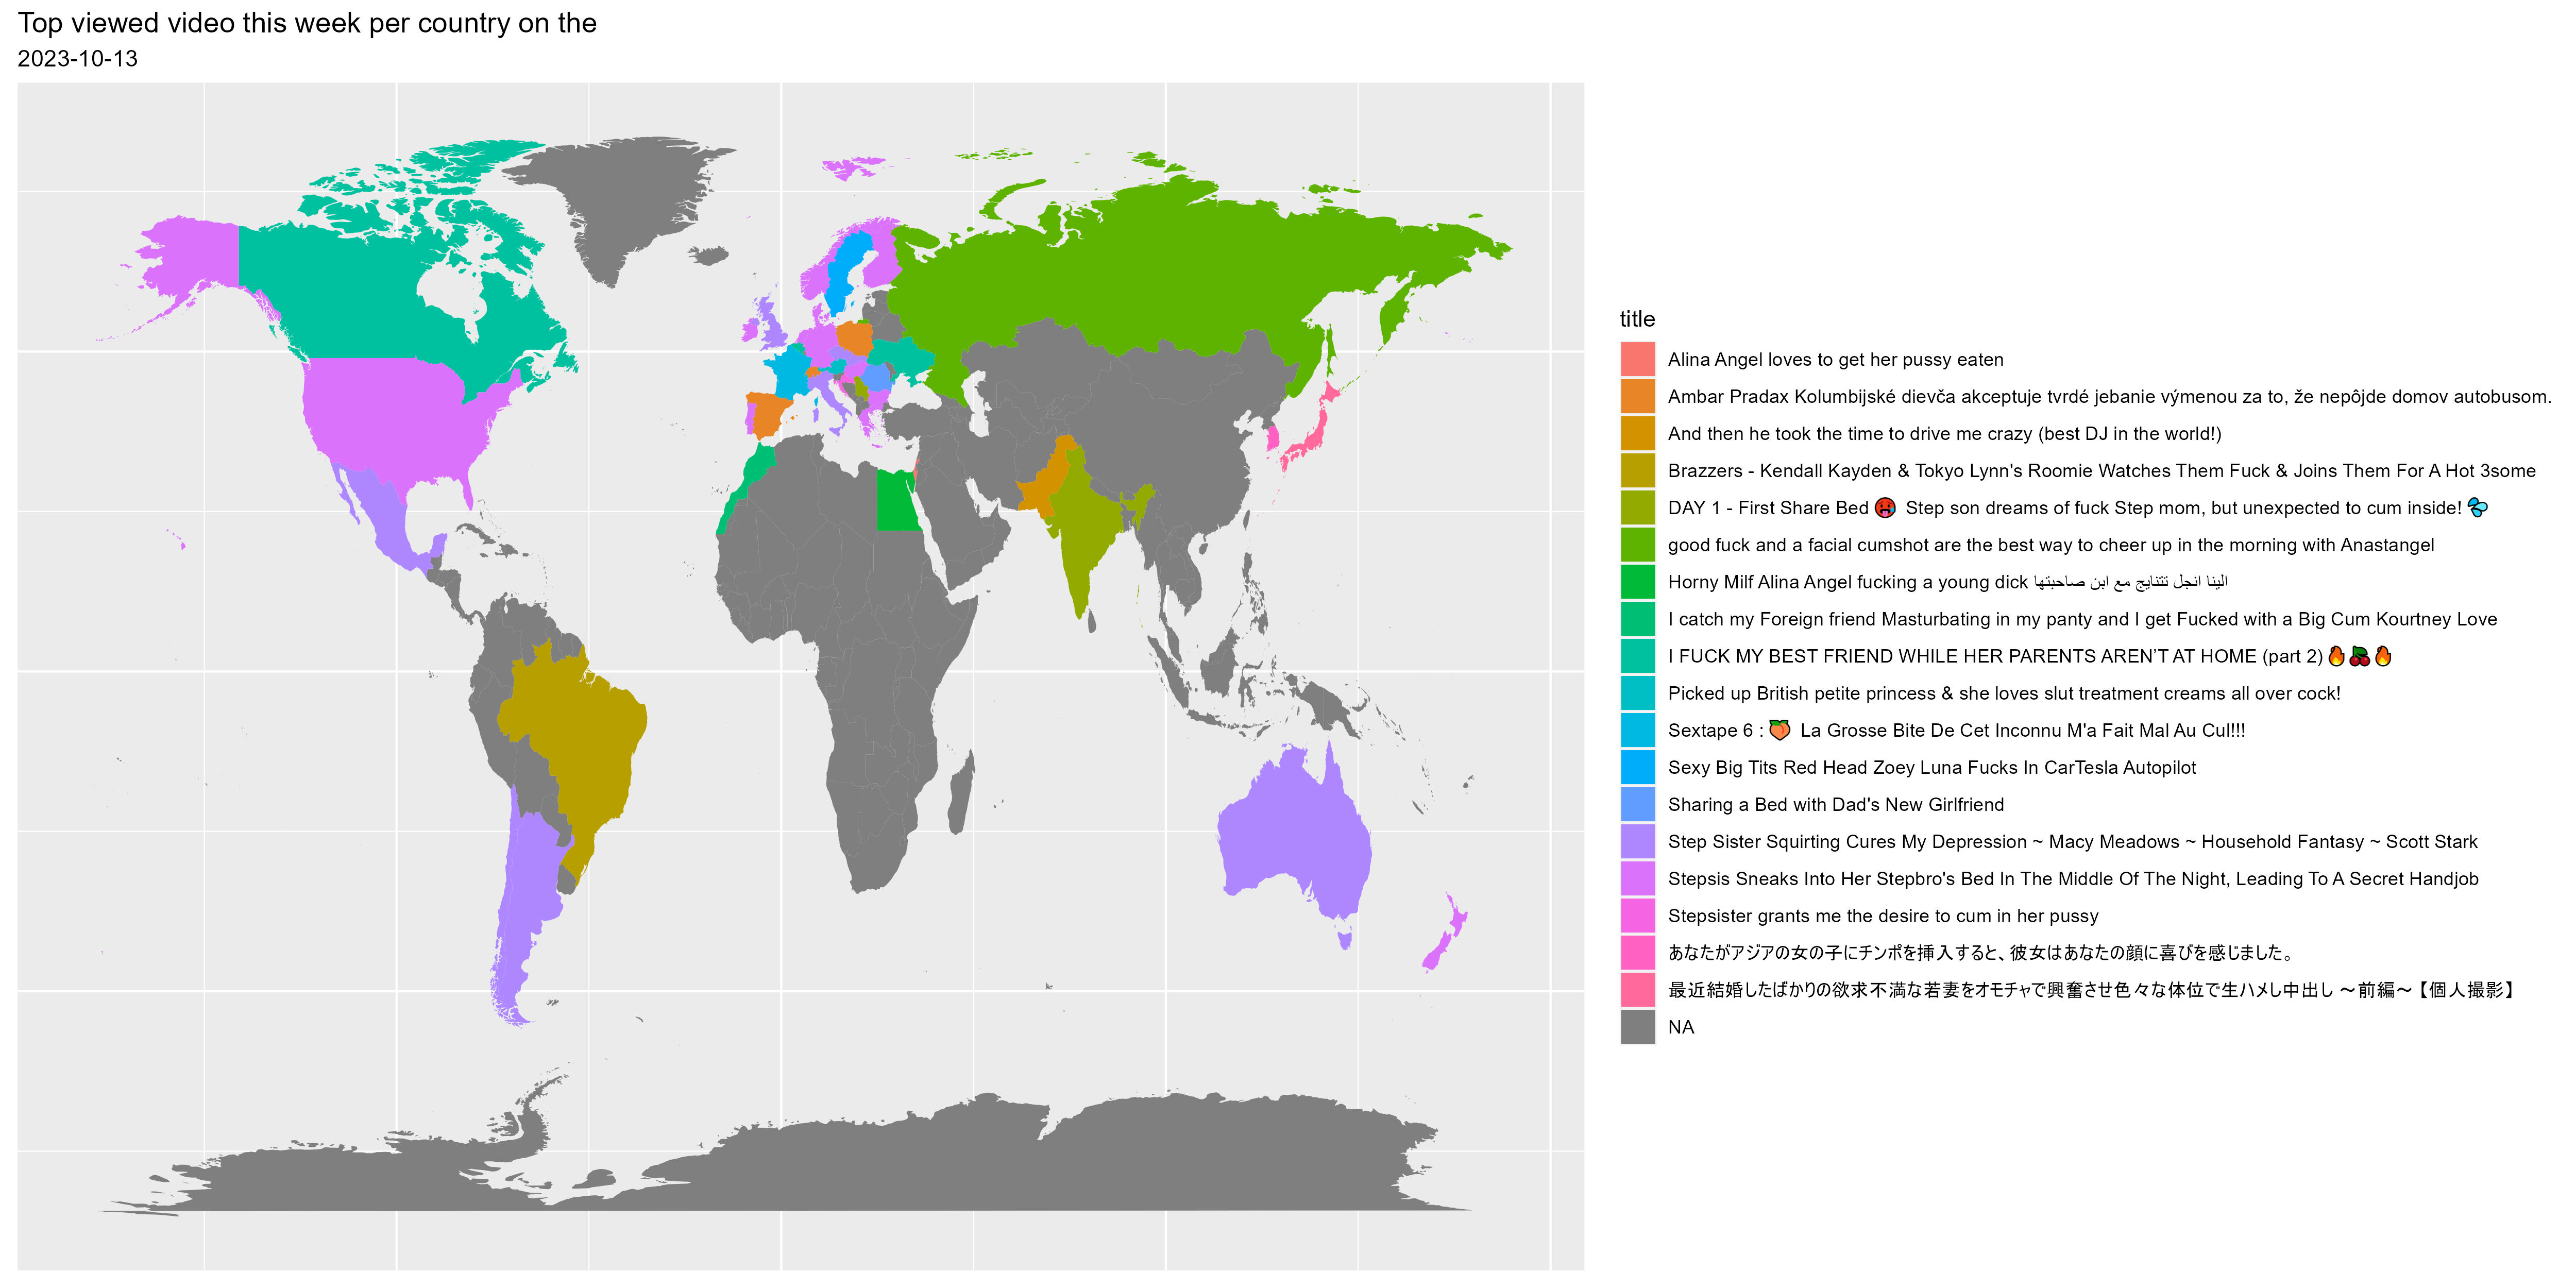 Top viewed video this week per country on the
2023-10-13
title
Alina Angel loves to get her pussy eaten
Ambar Pradax Kolumbijské dievča akceptuje tvrdé jebanie výmenou za to, že nepôjde domov autobusom.
And then he took the time to drive me crazy (best DJ in the world!)
Brazzers - Kendall Kayden & Tokyo Lynn's Roomie Watches Them Fuck & Joins Them For A Hot 3some
DAY 1 - First Share Bed 🥵 Step son dreams of fuck Step mom, but unexpected to cum inside! 💦
good fuck and a facial cumshot are the best way to cheer up in the morning with Anastangel
Horny Milf Alina Angel fucking a young dick الينا انجل تتنايج مع ابن صاحبتها
I catch my Foreign friend Masturbating in my panty and I get Fucked with a Big Cum Kourtney Love
I FUCK MY BEST FRIEND WHILE HER PARENTS AREN’T AT HOME (part 2) 🔥🍒🔥
Picked up British petite princess & she loves slut treatment creams all over cock!
Sextape 6 : 🍑 La Grosse Bite De Cet Inconnu M'a Fait Mal Au Cul!!!
Sexy Big Tits Red Head Zoey Luna Fucks In CarTesla Autopilot
Sharing a Bed with Dad's New Girlfriend
Step Sister Squirting Cures My Depression ~ Macy Meadows ~ Household Fantasy ~ Scott Stark
Stepsis Sneaks Into Her Stepbro's Bed In The Middle Of The Night, Leading To A Secret Handjob
Stepsister grants me the desire to cum in her pussy
あなたがアジアの女の子にチンポを挿入すると、彼女はあなたの顔に喜びを感じました。
最近結婚したばかりの欲求不満な若妻をオモチャで興奮させ色々な体位で生ハメし中出し ～前編～【個人撮影】
NA